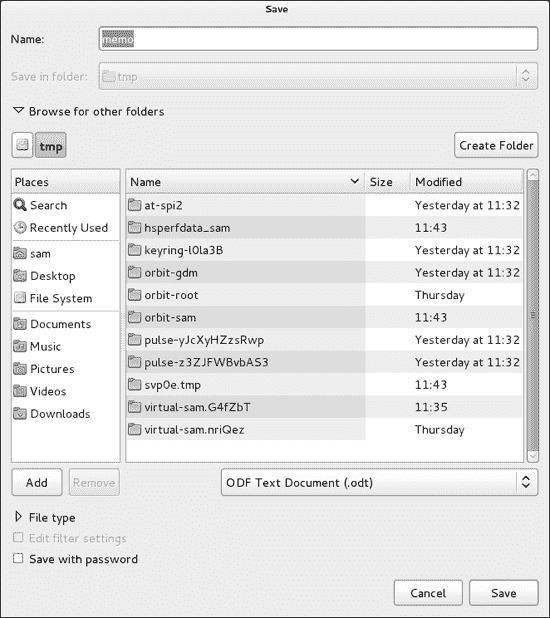 Save
Name: memo
Save in folder: tmp
Browse for other folders
tmp Create Folder
Places Name Size Modified
Search at-spi2 Yesterday at 11:32
Recently Used hsperfdata_sam 11:43
keyring-l0la3B Yesterday at 11:32
sam orbit-gdm Yesterday at 11:32
Desktop orbit-root Thursday
File System orbit-sam 11:43
Documents pulse-yJcXyHZzsRwp Yesterday at 11:32
Music pulse-z3ZJFWBvbAS3 Yesterday at 11:32
Pictures svp0e.tmp 11:43
Videos virtual-sam.G4fZbT 11:35
Downloads virtual-sam.nriQez Thursday
Add Remove ODF Text Document (.odt)
File type
Edit filter settings
Save with password
Cancel Save